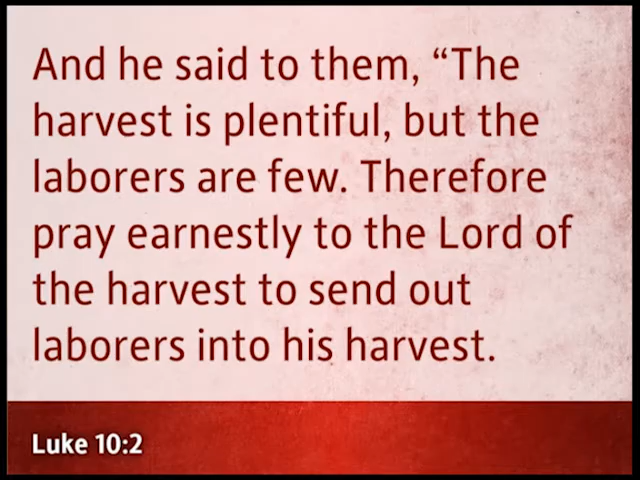 And he said to them, “The
harvest is plentiful, but the
laborers are few. Therefore
pray earnestly to the Lord of
the harvest to send out
laborers into his harvest.
Luke 10:2